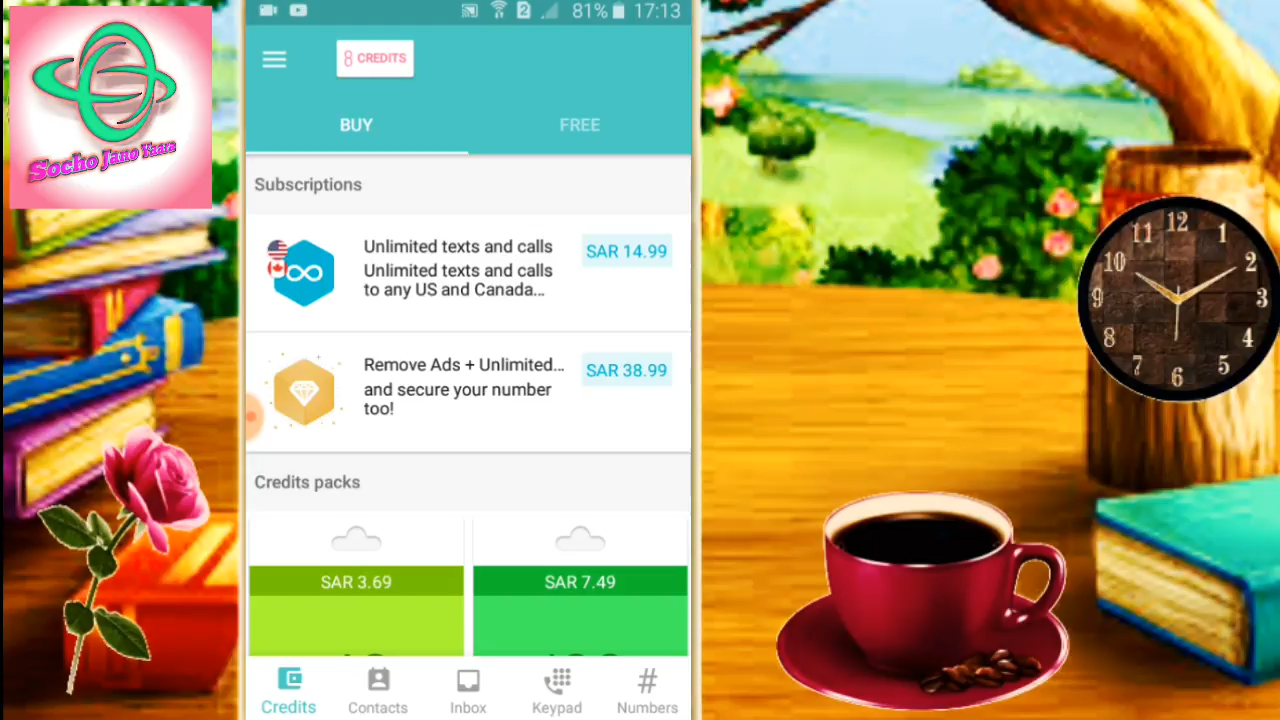 81% 17:13
2
8 CREDITS
BUY
FREE
Socho Jano Yaara
Subscriptions
Unlimited texts and calls
SAR 14.99
Unlimited texts and calls
to any US and Canada...
Remove Ads + Unlimited...
SAR 38.99
and secure your number
too!
Credits packs
SAR 3.69
SAR 7.49
Credits
Contacts
Inbox
Keypad
#
Numbers
12
1
2
3
4
5
6
7
8
9
10
11